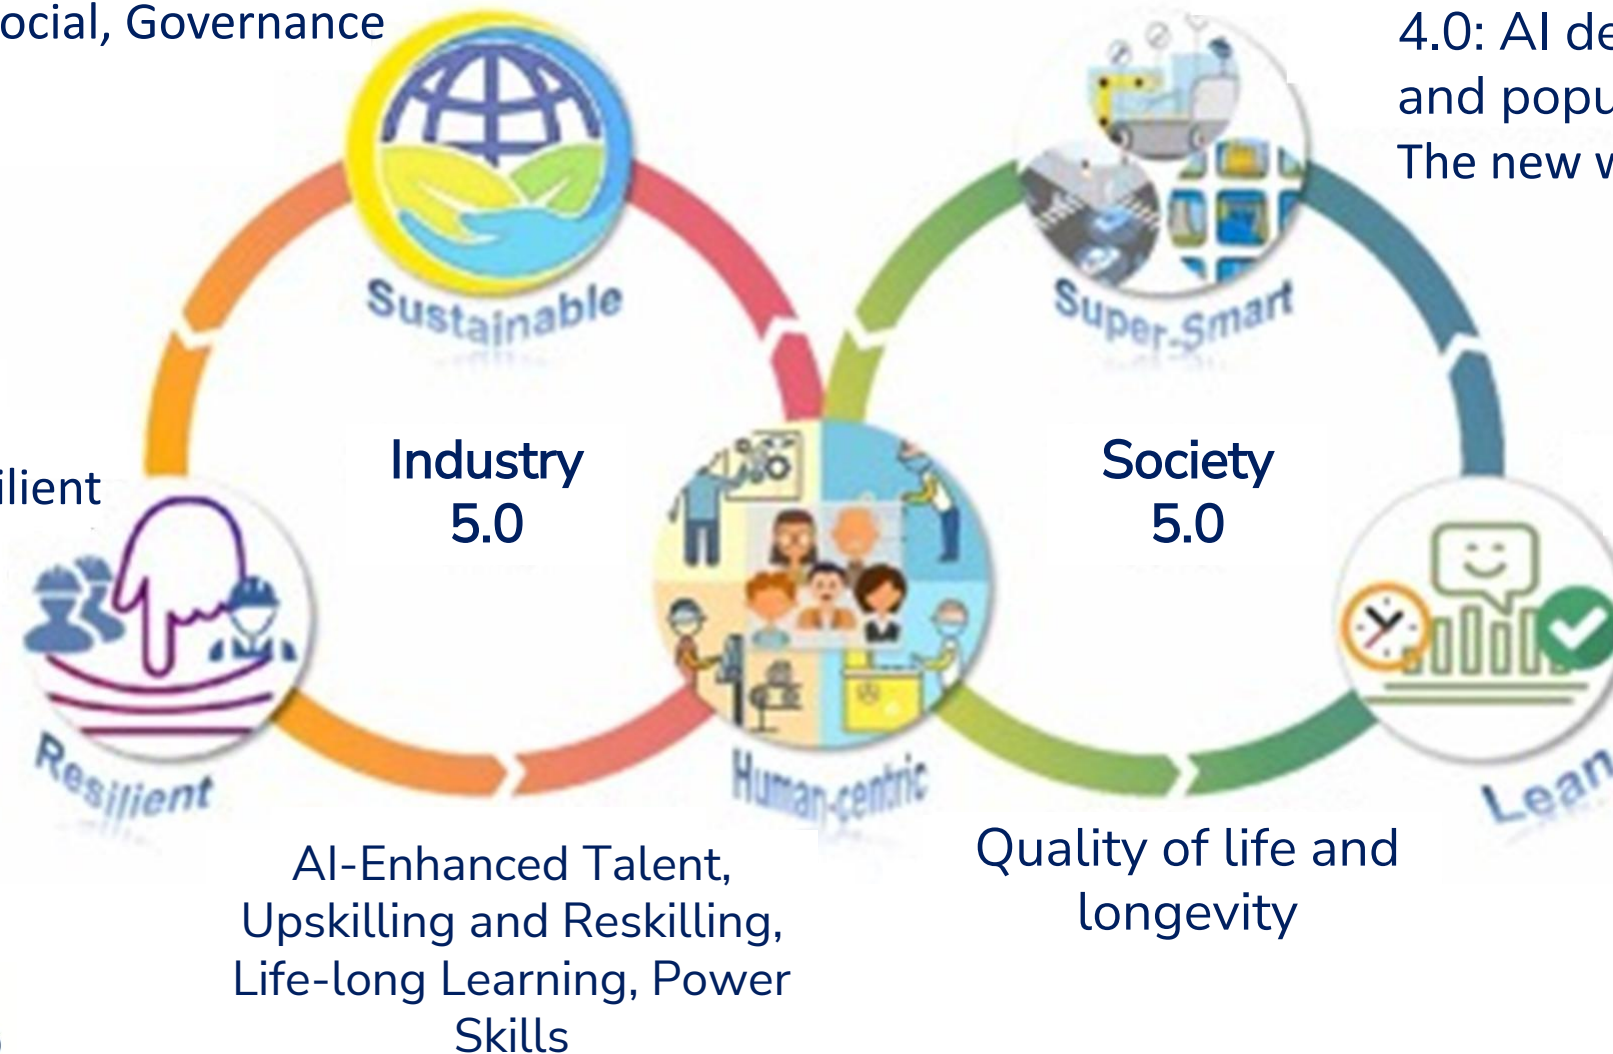 ocial, Governance
4.0: AI de
and popu
The new w
Sustainable
Super-Smart
Industry
5.0
Society
5.0
ilient
Resilient
Human-centric
Lean
AI-Enhanced Talent,
Upskilling and Reskilling,
Life-long Learning, Power
Skills
Quality of life and
longevity